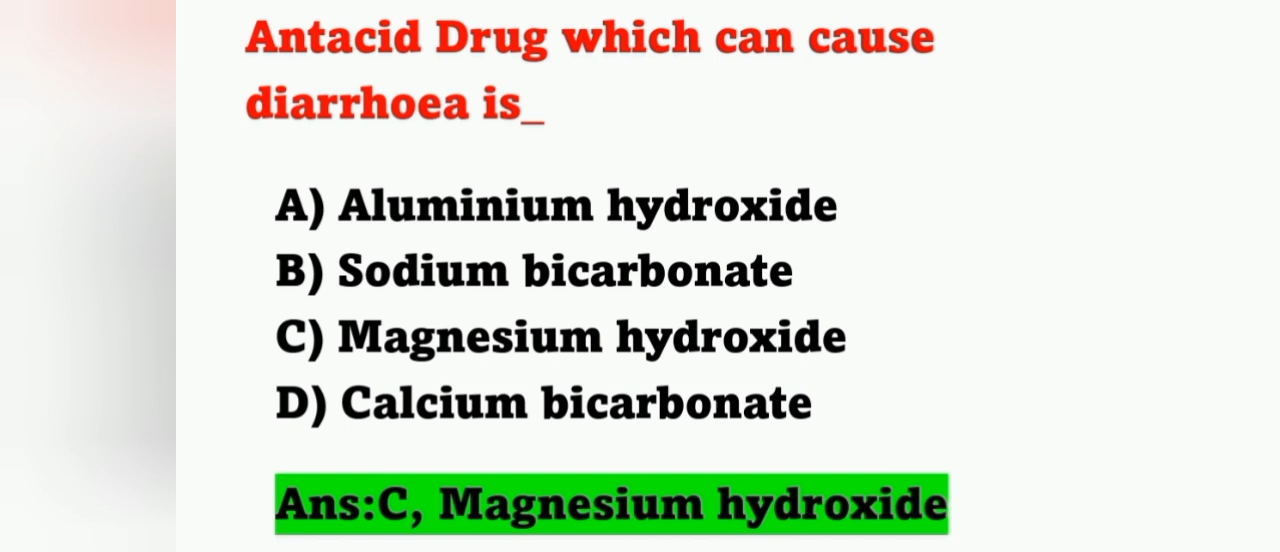 Antacid Drug which can cause
diarrhoea is_
A) Aluminium hydroxide
B) Sodium bicarbonate
C) Magnesium hydroxide
D) Calcium bicarbonate
Ans:C, Magnesium hydroxide